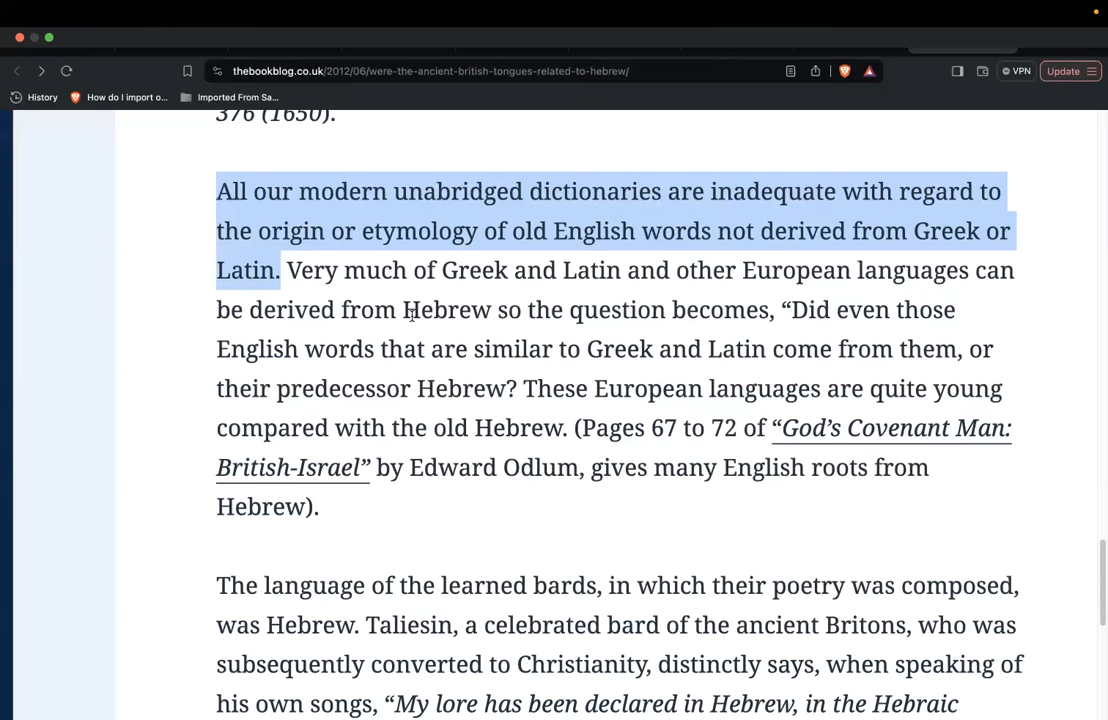 thebookblog.co.uk/2012/06/were-the-ancient-british-tongues-related-to-hebrew/
VPN
Update
History
How do I import o...
Imported From Sa...
376 (1650).
All our modern unabridged dictionaries are inadequate with regard to
the origin or etymology of old English words not derived from Greek or
Latin. Very much of Greek and Latin and other European languages can
be derived from Hebrew so the question becomes, “Did even those
English words that are similar to Greek and Latin come from them, or
their predecessor Hebrew? These European languages are quite young
compared with the old Hebrew. (Pages 67 to 72 of “God’s Covenant Man:
British-Israel” by Edward Odlum, gives many English roots from
Hebrew).
The language of the learned bards, in which their poetry was composed,
was Hebrew. Taliesin, a celebrated bard of the ancient Britons, who was
subsequently converted to Christianity, distinctly says, when speaking of
his own songs, “My lore has been declared in Hebrew, in the Hebraic